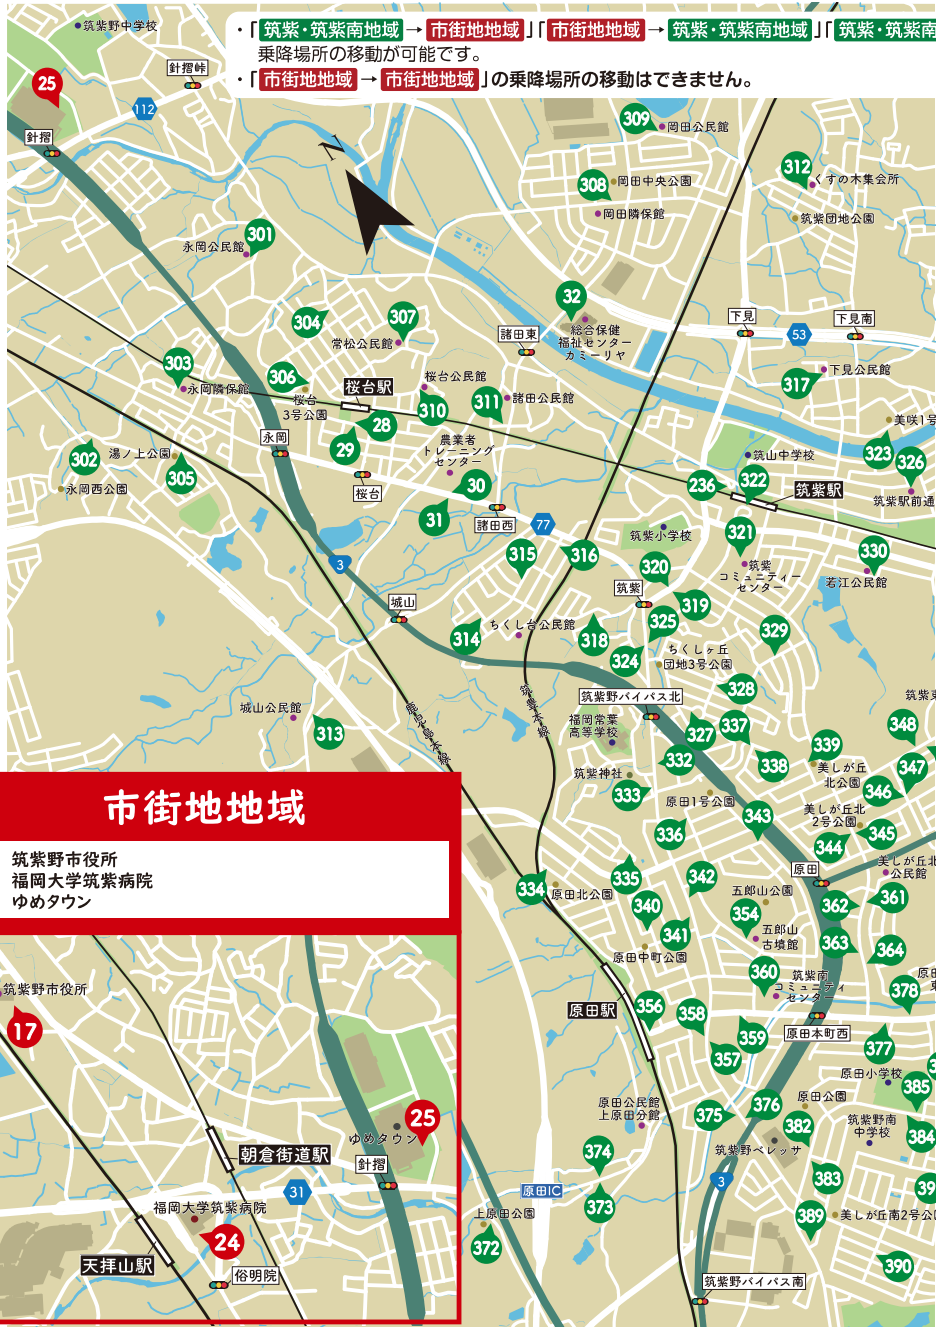 ・「筑紫・筑紫南地域→市街地地域」「市街地地域→筑紫・筑紫南地域」「筑紫・筑紫南
乗降場所の移動が可能です。
・「市街地地域→市街地地域」の乗降場所の移動はできません。
筑紫野中学校
針摺峠
25
112
針摺
309
岡田公民館
312
くすの木集会所
308
岡田中央公園
岡田隣保館
筑紫団地公園
N
301
永岡公民館
32
総合保健
福祉センター
カミーリヤ
304
307
常松公民館
諸田東
下見
53
下見南
303
永岡隣保館
306
桜台
3号公園
桜台駅
桜台公民館
310
311
諸田公民館
317
下見公民館
美咲1号
28
29
永岡
302
湯ノ上公園
305
永岡西公園
農業者
トレーニング
センター
30
桜台
31
諸田西
77
筑山中学校
236
322
筑紫駅
323
326
筑紫駅前通
3
315
316
筑紫小学校
321
筑紫
コミュニティー
センター
330
若江公民館
320
筑紫
319
325
城山
314
ちくし台公民館
318
324
ちくしヶ丘
団地3号公園
329
328
筑紫野バイパス北
筑紫東
城山公民館
313
鹿児島本線
筑豊本線
福岡常葉
高等学校
327
337
332
338
339
美しが丘
北公園
348
347
346
筑紫神社
333
原田1号公園
343
336
美しが丘北
2号公園
344
345
美しが丘北
公民館
市街地地域
筑紫野市役所
福岡大学筑紫病院
ゆめタウン
334
原田北公園
335
342
340
341
原田中町公園
五郎山公園
354
五郎山
古墳館
原田
362
361
363
364
360
筑紫南
コミュニティ
センター
378
原田
東
原田駅
356
358
359
357
原田本町西
377
原田小学校
385
筑紫野市役所
17
朝倉街道駅
31
福岡大学筑紫病院
24
天拝山駅
俗明院
25
ゆめタウン
針摺
原田公民館
上原田分館
375
376
原田公園
382
筑紫野南
中学校
384
筑紫野ベレッサ
374
383
原田IC
373
3
389
美しが丘南2号公園
上原田公園
372
390
筑紫野バイパス南